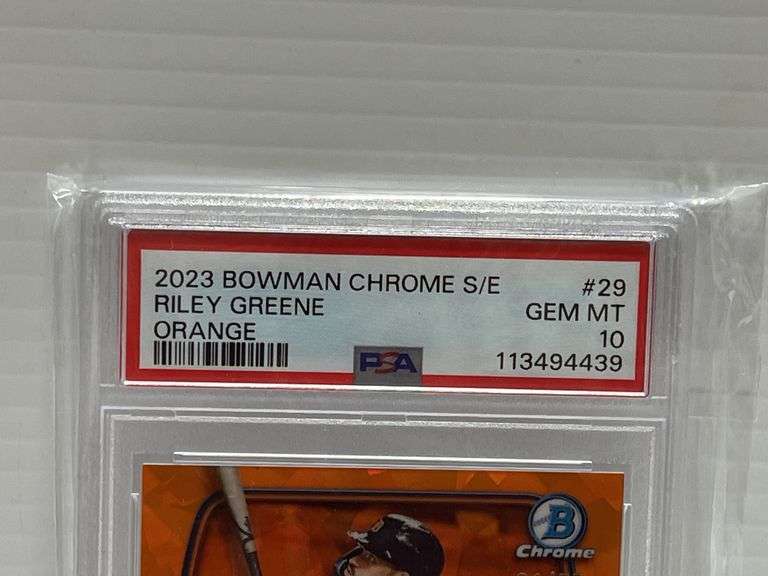 2023 BOWMAN CHROME S/E #29
RILEY GREENE GEM MT
ORANGE 10
PSA 113494439
B
Chrome